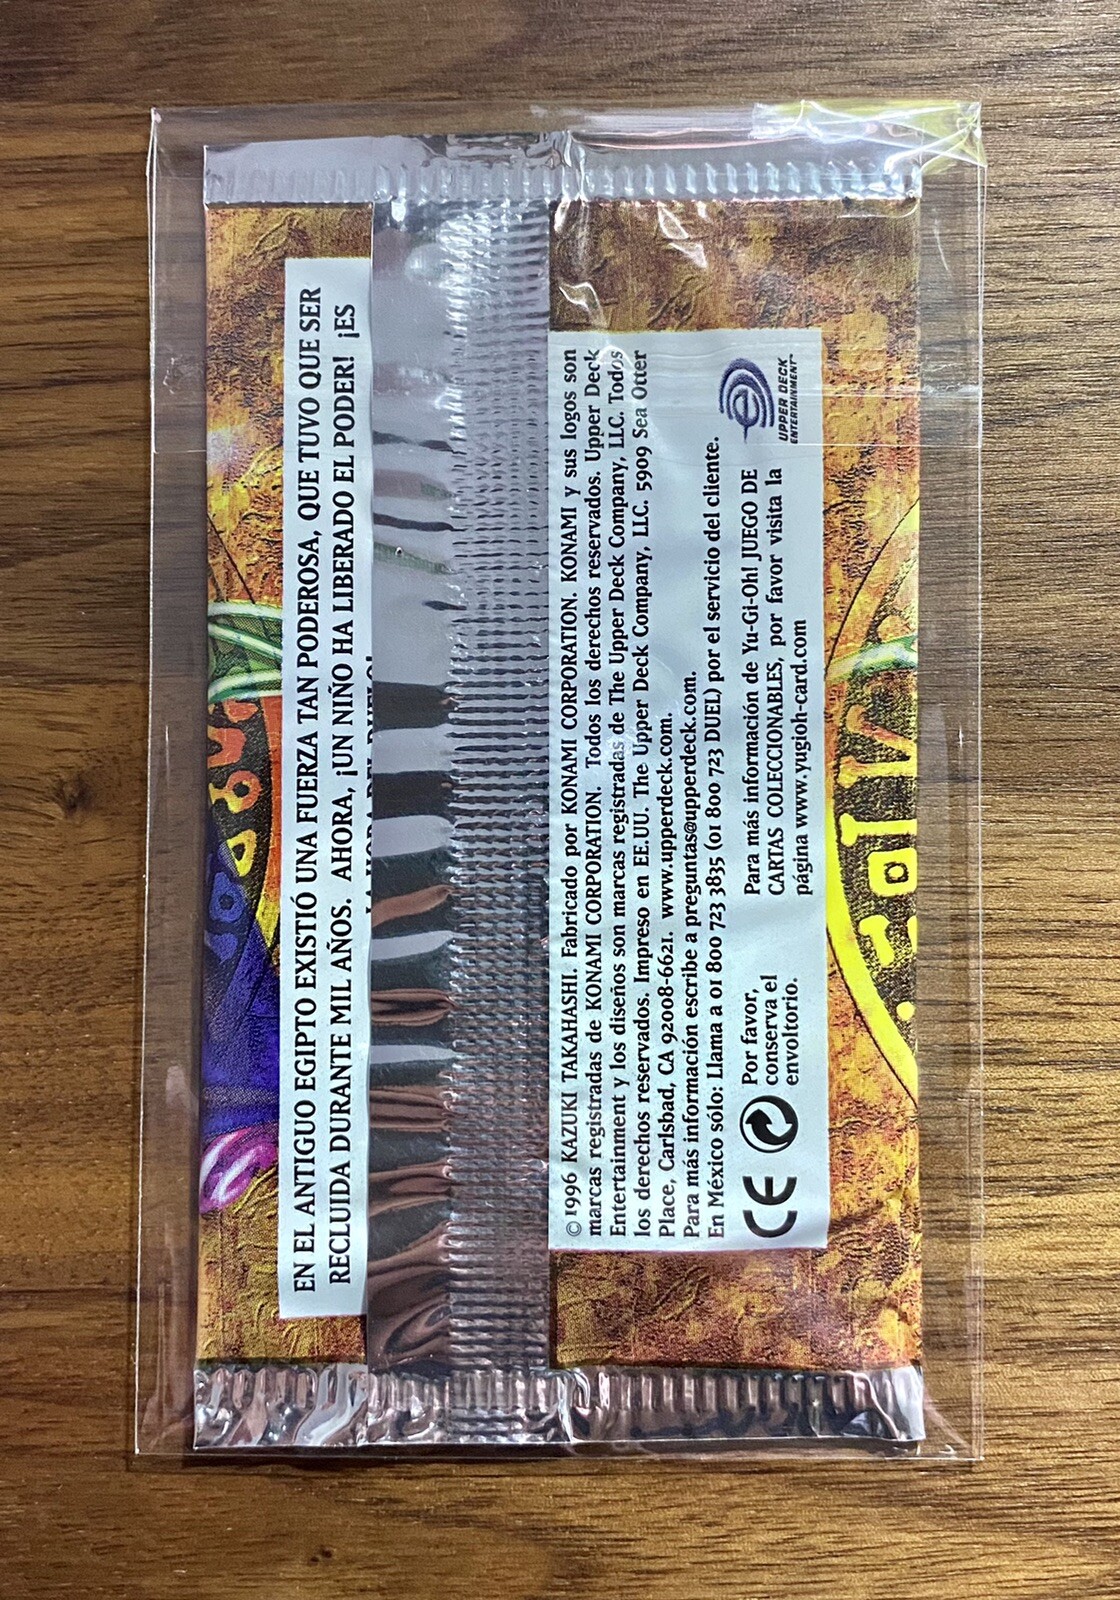 EN EL ANTIGUO EGIPTO EXISTIÓ UNA FUERZA TAN PODEROSA, QUE TUVO QUE SER
RECLUIDA DURANTE MIL AÑOS. AHORA, ¡UN NIÑO HA LIBERADO EL PODER! ¡ES
© 1996 KAZUKI TAKAHASHI. Fabricado por KONAMI CORPORATION. KONAMI y sus logos son
marcas registradas de KONAMI CORPORATION. Todos los derechos reservados. Upper Deck
Entertainment y los diseños son marcas registradas de The Upper Deck Company, LLC. Todos
los derechos reservados. Impreso en EE.UU. The Upper Deck Company, LLC. 5909 Sea Otter
Place, Carlsbad, CA 92008-6621. www.upperdeck.com.
Para más información escribe a preguntas@upperdeck.com.
En México sólo: Llama a 01 800 723 3835 (01 800 723 DUEL) por el servicio del cliente.
CE
Por favor,
conserva el
envoltorio.
Para más información de Yu-Gi-Oh! JUEGO DE
CARTAS COLECCIONABLES, por favor visita la
página www.yugioh-card.com
UPPER DECK
ENTERTAINMENT™